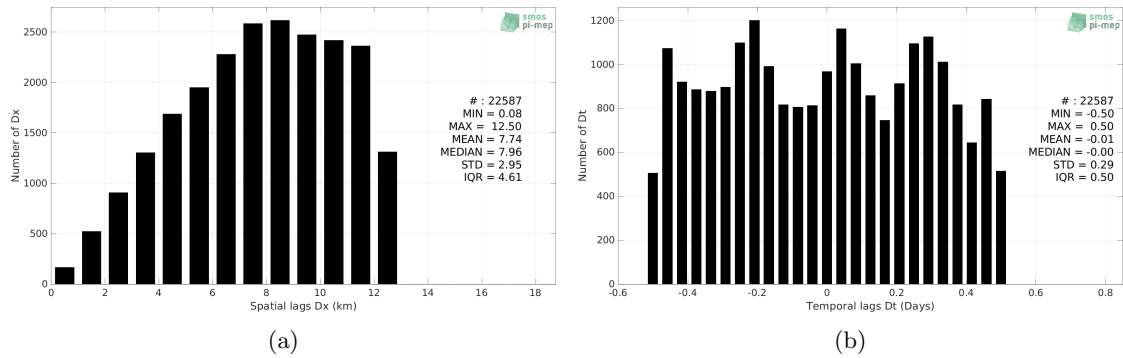 smos
pi-mep
2500
2000
1500
1000
500
0
Number of Dx
# : 22587
MIN = 0.08
MAX = 12.50
MEAN = 7.74
MEDIAN = 7.96
STD = 2.95
IQR = 4.61
0 2 4 6 8 10 12 14 16 18
Spatial lags Dx (km)
(a)
smos
pi-mep
1200
1000
800
600
400
200
0
Number of Dt
# : 22587
MIN = -0.50
MAX = 0.50
MEAN = -0.01
MEDIAN = -0.00
STD = 0.29
IQR = 0.50
-0.6 -0.4 -0.2 0 0.2 0.4 0.6 0.8
Temporal lags Dt (Days)
(b)